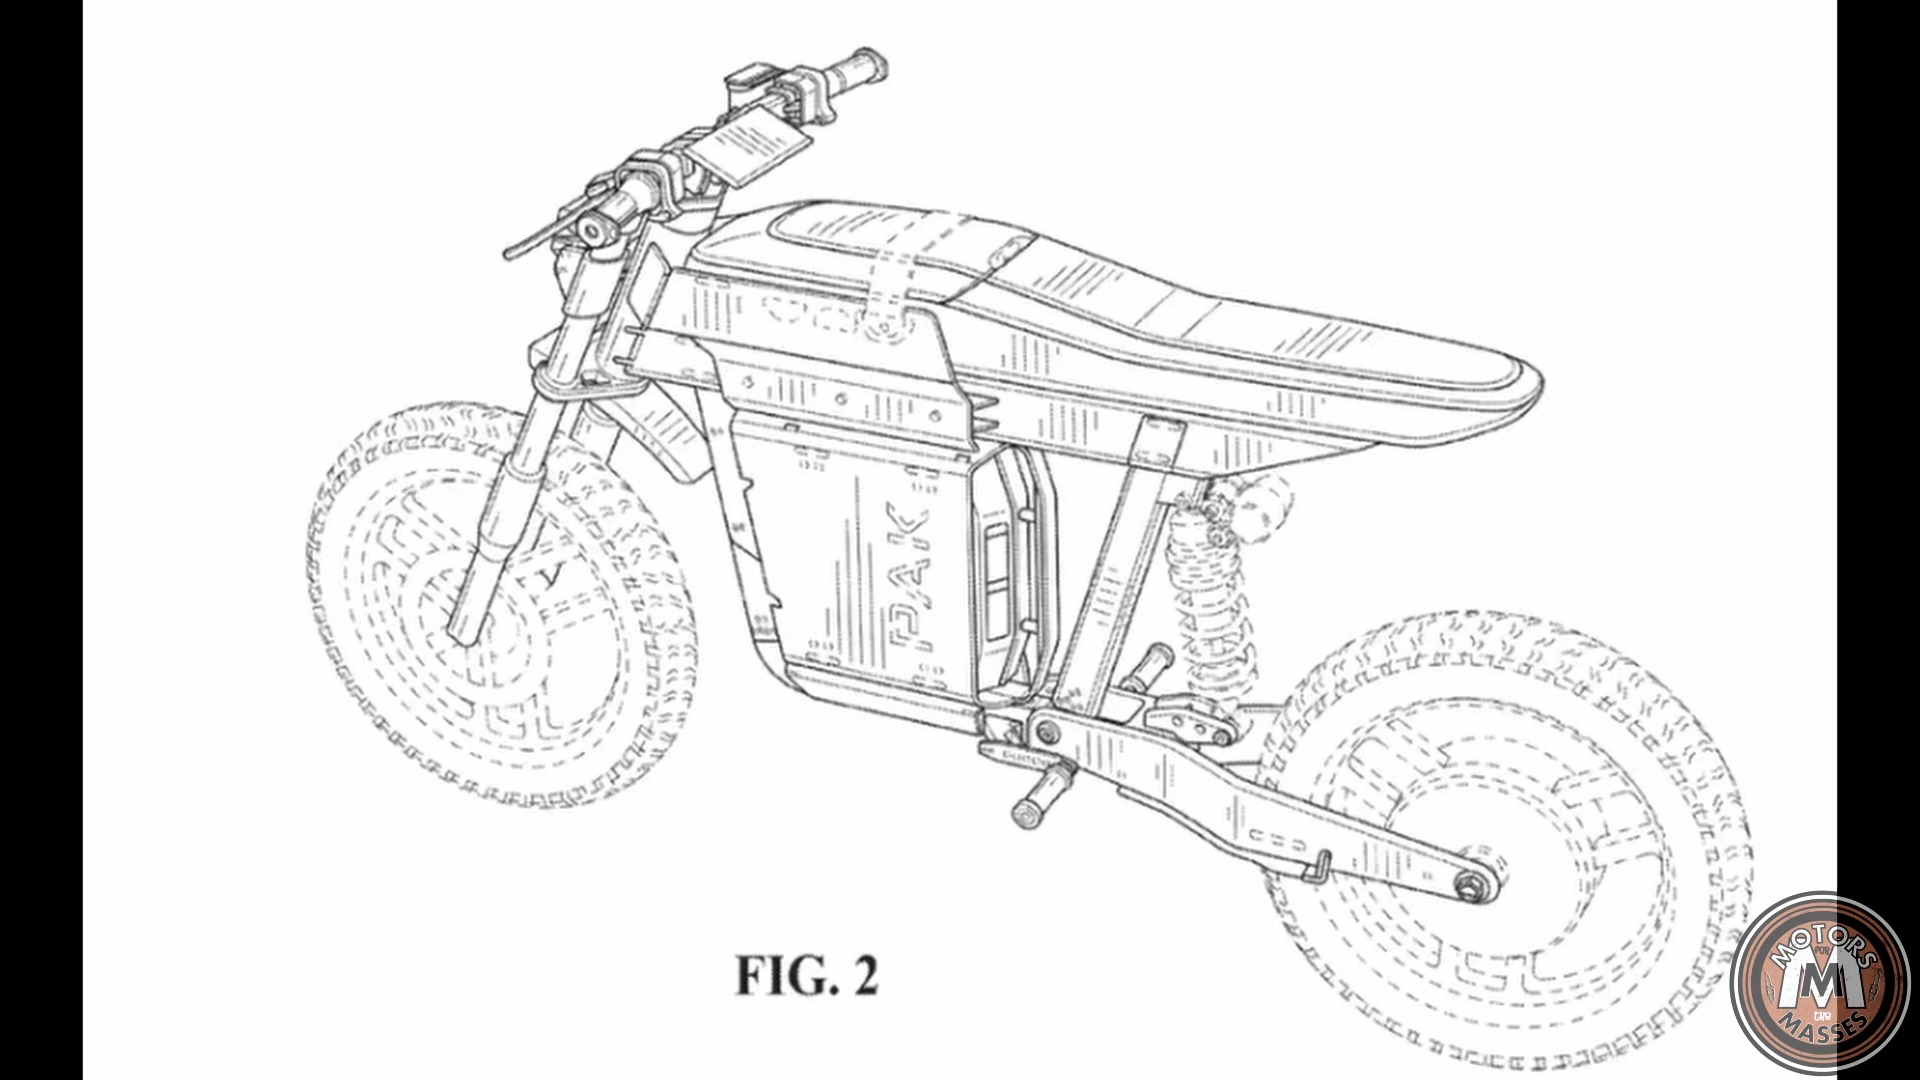 PAK
FIG. 2
MOTORS
FOR
M
the
MASSES